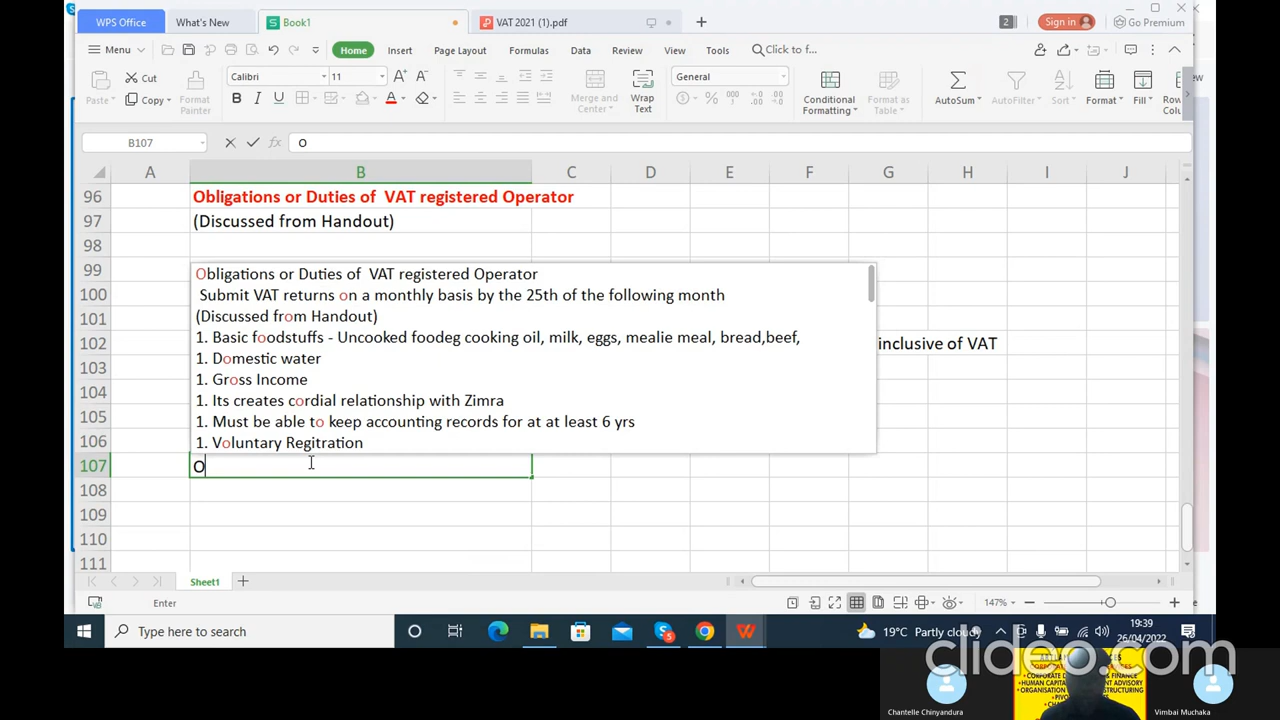 WPS Office
What's New
Book1
VAT 2021 (1).pdf
2
Sign in
Go Premium
Menu
Home
Insert
Page Layout
Formulas
Data
Review
View
Tools
Click to f...
Paste
Cut
Copy
Format Painter
Calibri
11
B I U
Merge and Center
Wrap Text
General
Conditional Formatting
Format as Table
AutoSum
AutoFilter
Sort
Format
Fill
B107
fx
O
A B C D E F G H I J
96 Obligations or Duties of VAT registered Operator
97 (Discussed from Handout)
98
99
100
101
102
103
104
105
106
Obligations or Duties of VAT registered Operator
Submit VAT returns on a monthly basis by the 25th of the following month
(Discussed from Handout)
1. Basic foodstuffs - Uncooked foodeg cooking oil, milk, eggs, mealie meal, bread,beef,
inclusive of VAT
1. Domestic water
1. Gross Income
1. Its creates cordial relationship with Zimra
1. Must be able to keep accounting records for at at least 6 yrs
1. Voluntary Regitration
107 O
108
109
110
111
Sheet1
Enter
147%
Type here to search
19°C Partly cloudy
19:39
26/04/2022
clideo.com
Chantelle Chinyandura
Vimbai Muchaka